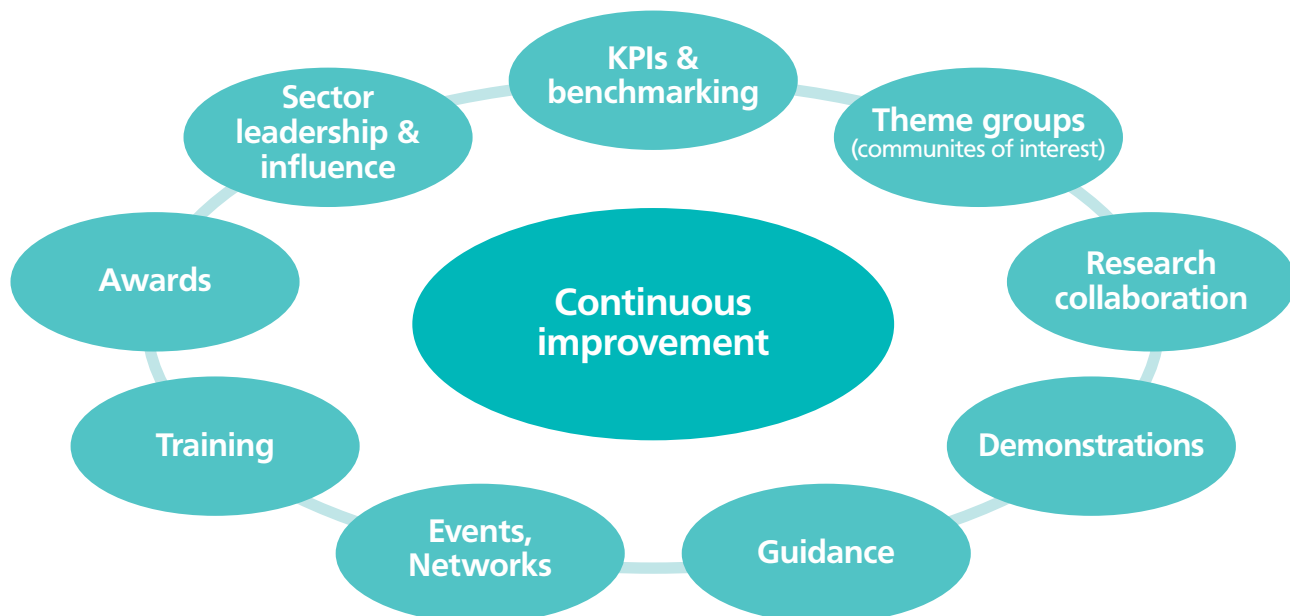 KPIs &
benchmarking
Theme groups
(communites of interest)
Research
collaboration
Demonstrations
Guidance
Events,
Networks
Training
Awards
Sector
leadership &
influence
Continuous
improvement